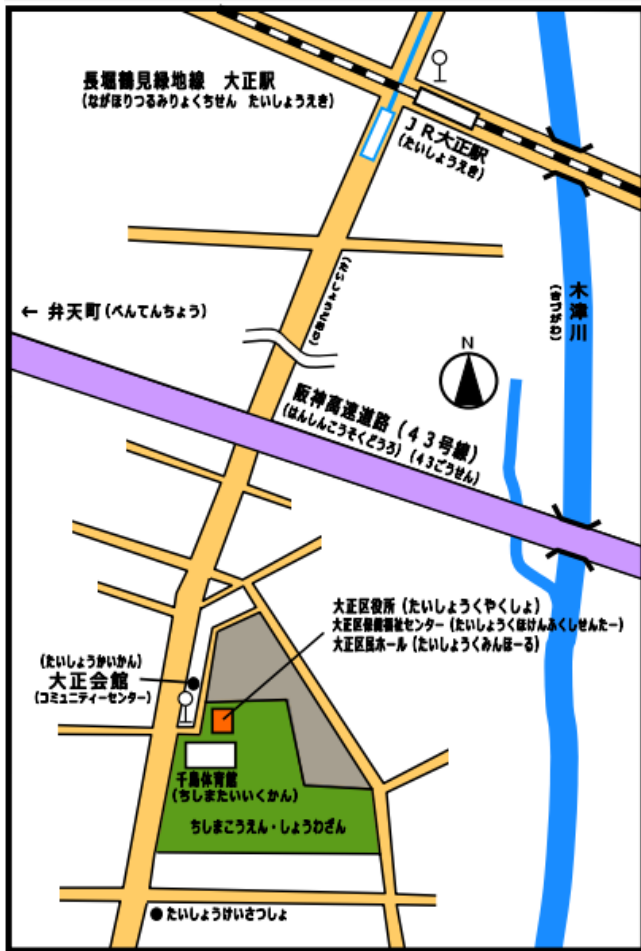 長堀鶴見緑地線　大正駅
(ながほりつるみりょくちせん　たいしょうえき)
ＪＲ大正駅
(たいしょうえき)
(たいしょうどおり)
← 弁天町(べんてんちょう)
木津川
(きづがわ)
N
阪神高速道路(４３号線)
(はんしんこうそくどうろ)(４３ごうせん)
大正区役所(たいしょうくやくしょ)
大正区保健福祉センター(たいしょうくほけんふくしせんたー)
大正区民ホール(たいしょうくみんほーる)
(たいしょうかいかん)
大正会館
(コミュニティーセンター)
千島体育館
(ちしまたいいくかん)
ちしまこうえん・しょうわざん
●たいしょうけいさつしょ